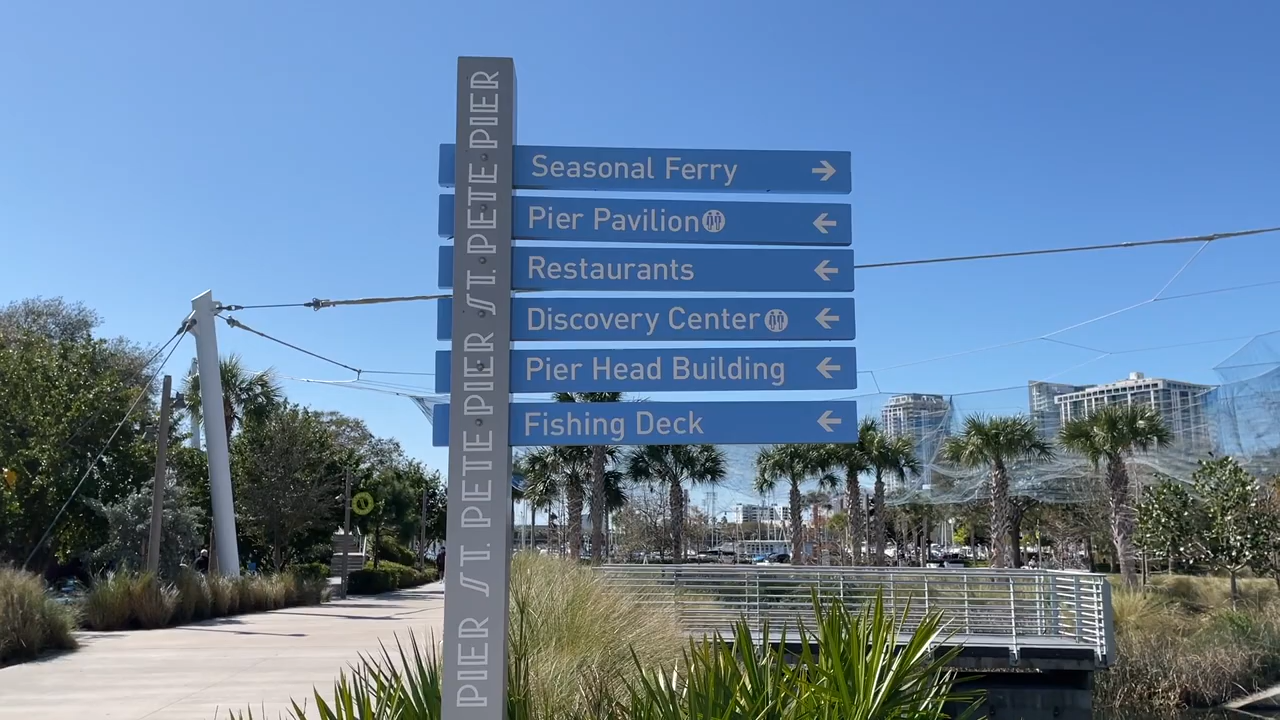 PIER ST. PETE PIER ST. PETE PIER
Seasonal Ferry →
Pier Pavilion ←
Restaurants ←
Discovery Center ←
Pier Head Building ←
Fishing Deck ←